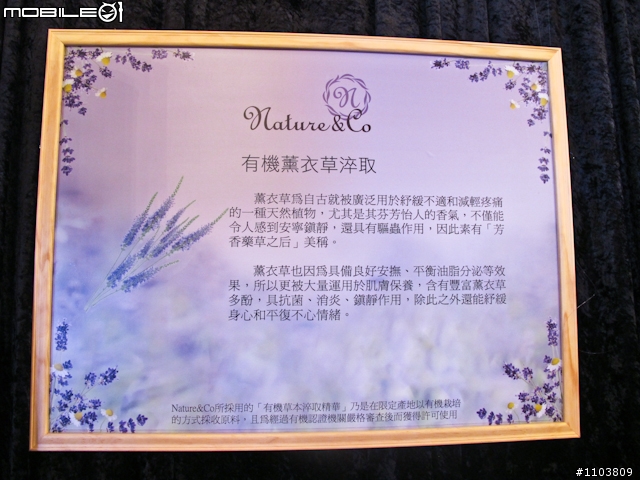 MOBILE01
Nature&Co
有機薰衣草淬取
薰衣草爲自古就被廣泛用於紓緩不適和減輕疼痛
的一種天然植物，尤其是其芬芳怡人的香氣，不僅能
令人感到安寧鎮靜，還具有驅蟲作用，因此素有「芳
香藥草之后」美稱。
薰衣草也因爲具備良好安撫、平衡油脂分泌等效
果，所以更被大量運用於肌膚保養，含有豐富薰衣草
多酚，具抗菌、消炎、鎮靜作用，除此之外還能紓緩
身心和平復不心情緒。
Nature&Co所採用的「有機草本淬取精華」乃是在限定產地以有機栽培
的方式採收原料，且爲經過有機認證機關嚴格審查後而獲得許可使用
#1103809